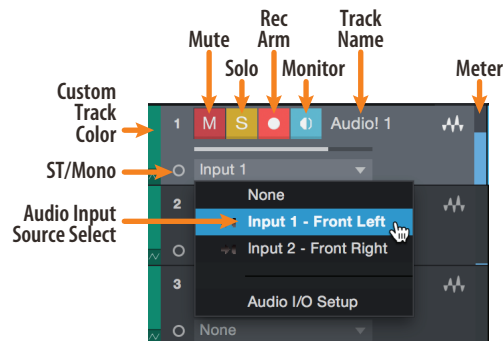 Rec
Arm
Track
Name
Mute
Solo
Monitor
Meter
Custom
Track
Color
1 M S Audio! 1
ST/Mono
Input 1
None
2
Audio Input
Source Select
Input 1 - Front Left
Input 2 - Front Right
3
Audio I/O Setup
None